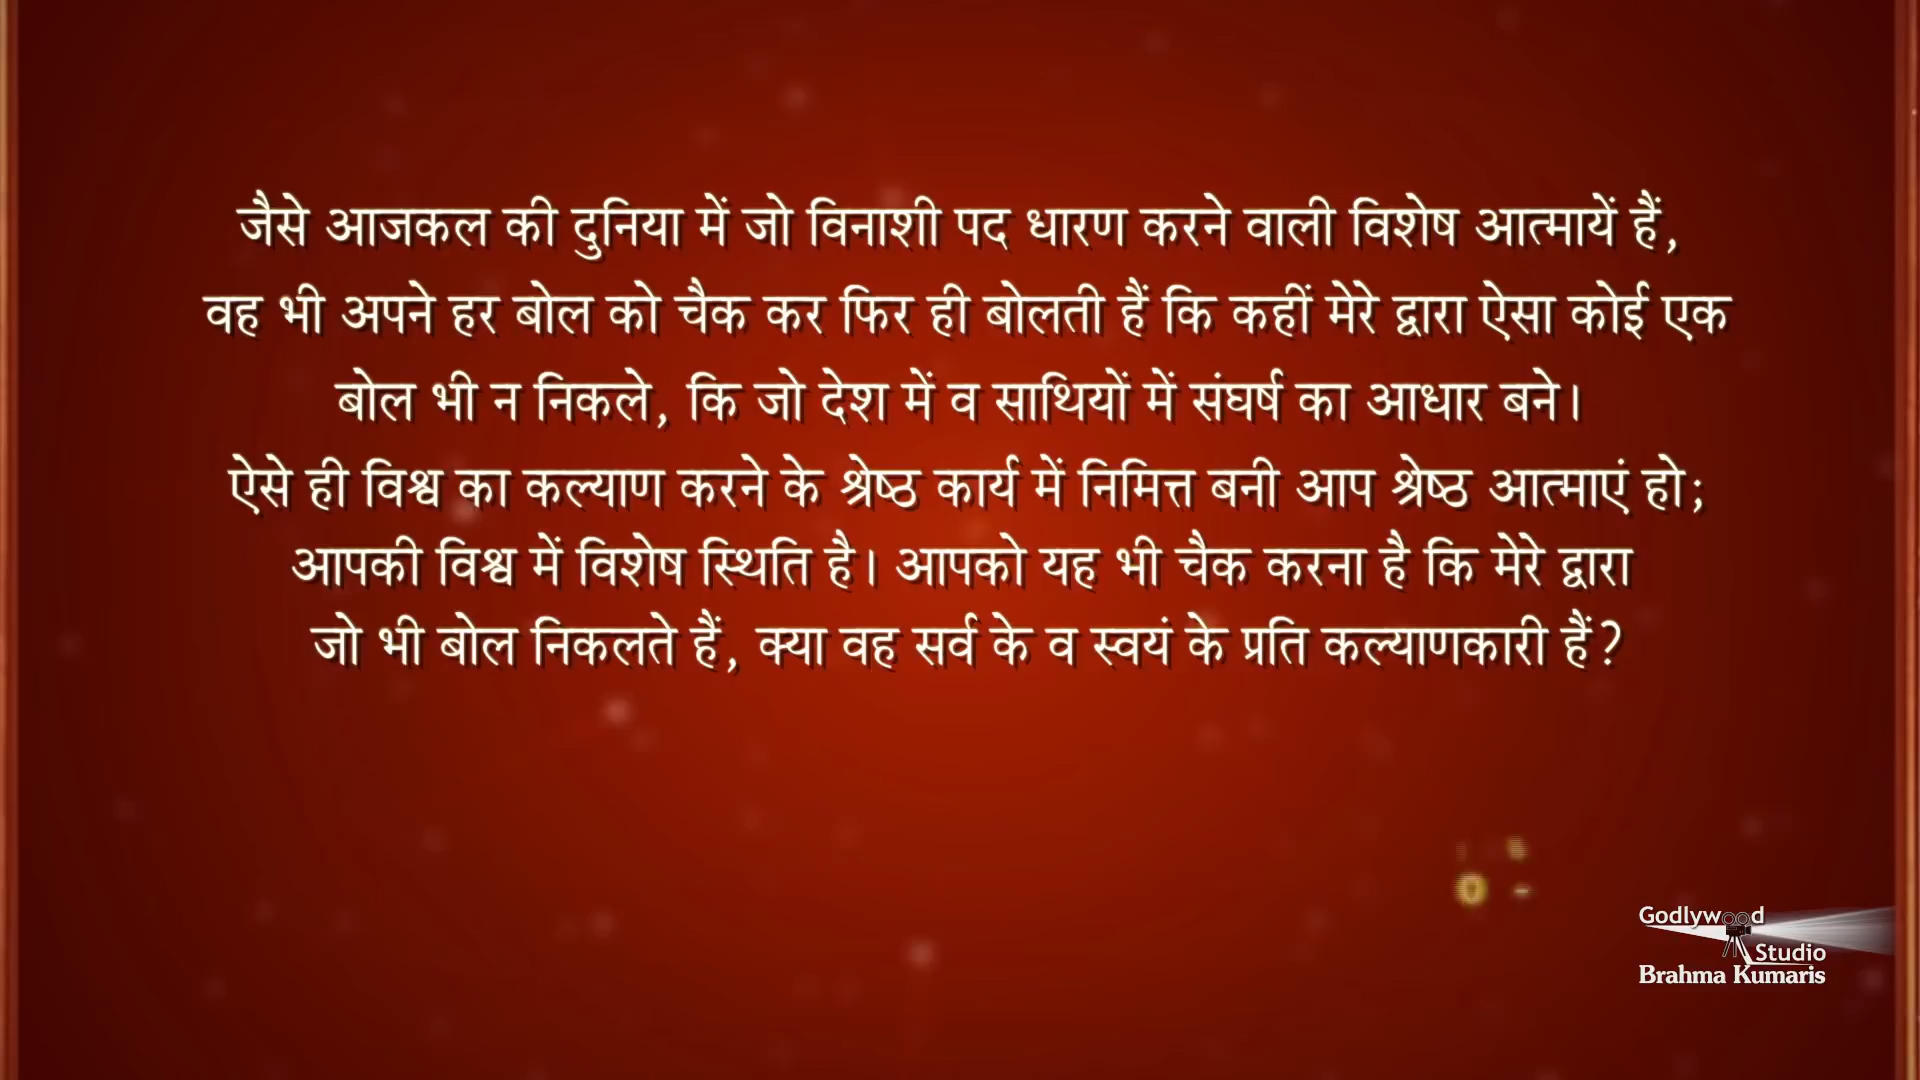 जैसे आजकल की दुनिया में जो विनाशी पद धारण करने वाली विशेष आत्मायें हैं,
वह भी अपने हर बोल को चैक कर फिर ही बोलती हैं कि कहीं मेरे द्वारा ऐसा कोई एक
बोल भी न निकले, कि जो देश में व साथियों में संघर्ष का आधार बने।
ऐसे ही विश्व का कल्याण करने के श्रेष्ठ कार्य में निमित्त बनी आप श्रेष्ठ आत्माएं हो;
आपकी विश्व में विशेष स्थिति है। आपको यह भी चैक करना है कि मेरे द्वारा
जो भी बोल निकलते हैं, क्या वह सर्व के व स्वयं के प्रति कल्याणकारी हैं?
Godlywood
Studio
Brahma Kumaris